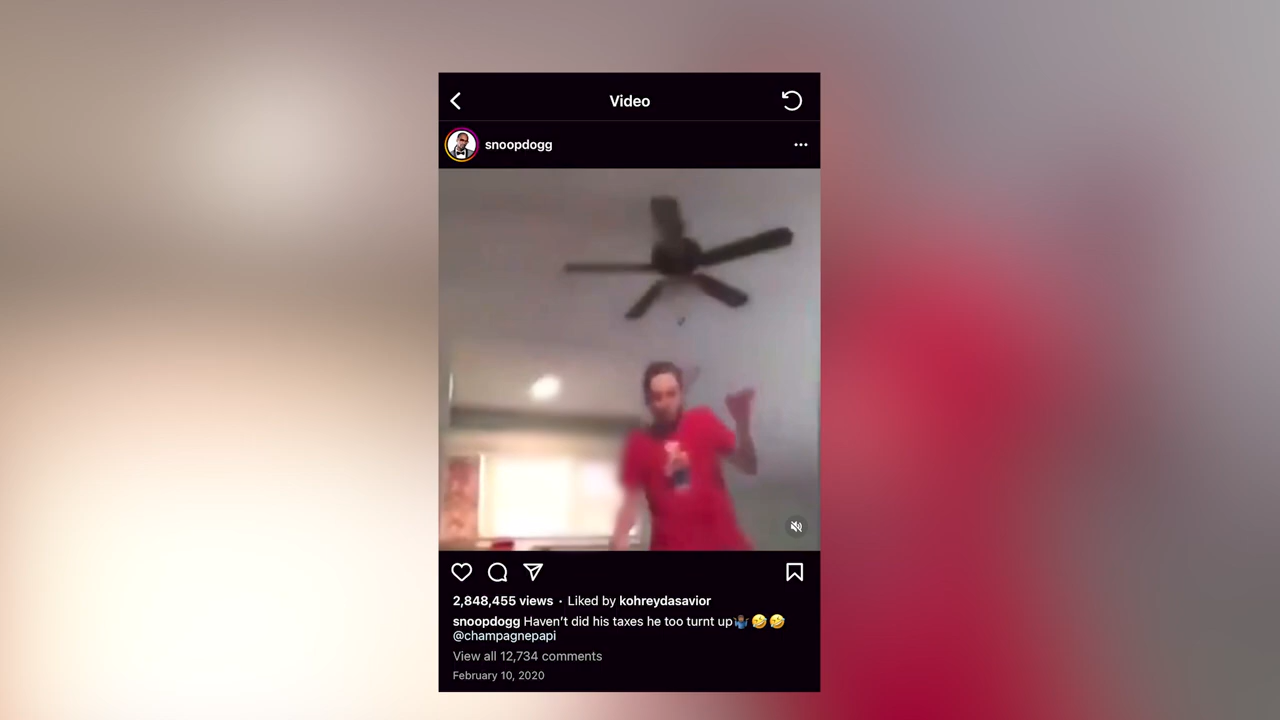 Video
snoopdogg
2,848,455 views · Liked by kohreydasavior
snoopdogg Haven’t did his taxes he too turnt up🤷🏾‍♂️🤣🤣
@champagnepapi
View all 12,734 comments
February 10, 2020